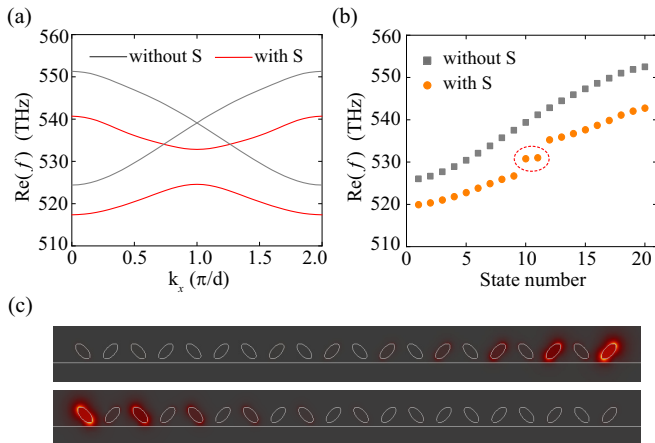 (a)
560
550
540
530
520
510
Re(f) (THz)
without S
with S
0
0.5
1.0
1.5
2.0
kx (π/d)
(b)
560
550
540
530
520
510
Re(f) (THz)
without S
with S
0
5
10
15
20
State number
(c)